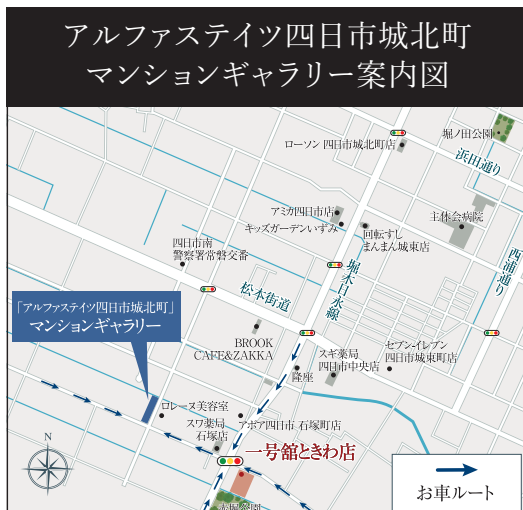 アルファステイツ四日市城北町
マンションギャラリー案内図
堀ノ田公園
ローソン 四日市城北町店
浜田通り
アミカ四日市店
キッズガーデンいずみ
回転すし
まんまん城東店
主体会病院
四日市南
警察署常磐交番
堀木日永線
西浦通り
松本街道
「アルファステイツ四日市城北町」
マンションギャラリー
BROOK
CAFE&ZAKKA
スギ薬局
四日市中央店
セブン-イレブン
四日市城東町店
隆座
ロレーヌ美容室
スワ薬局
石塚店
アポア四日市 石塚町店
一号舘ときわ店
N
赤堀公園
お車ルート